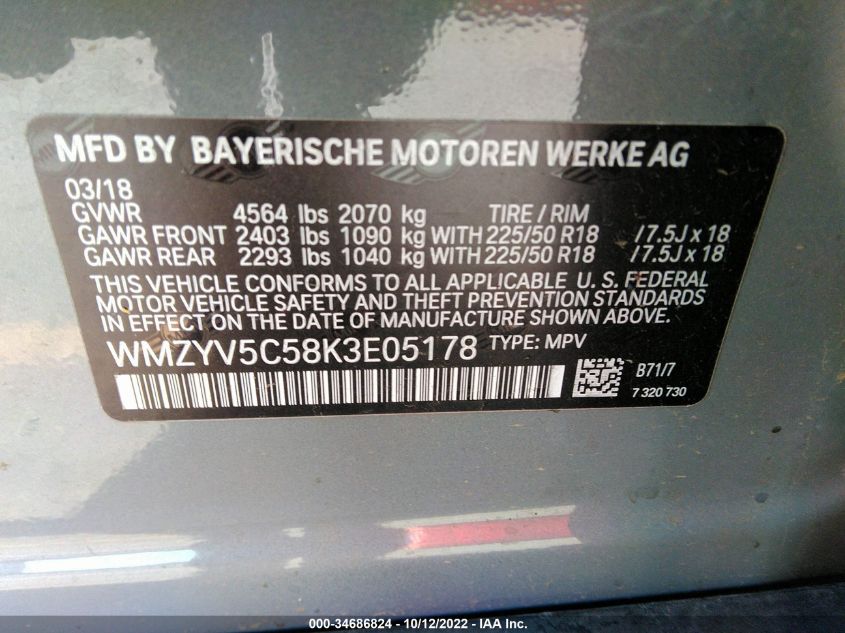 MFD BY BAYERISCHE MOTOREN WERKE AG
03/18
GVWR 4564 lbs 2070 kg TIRE / RIM
GAWR FRONT 2403 lbs 1090 kg WITH 225/50 R18 /7.5J x 18
GAWR REAR 2293 lbs 1040 kg WITH 225/50 R18 /7.5J x 18
THIS VEHICLE CONFORMS TO ALL APPLICABLE U. S. FEDERAL
MOTOR VEHICLE SAFETY AND THEFT PREVENTION STANDARDS
IN EFFECT ON THE DATE OF MANUFACTURE SHOWN ABOVE.
WMZYV5C58K3E05178 TYPE: MPV
B71/7
7 320 730
000 - 34686824 - 10/12/2022 - IAA Inc.